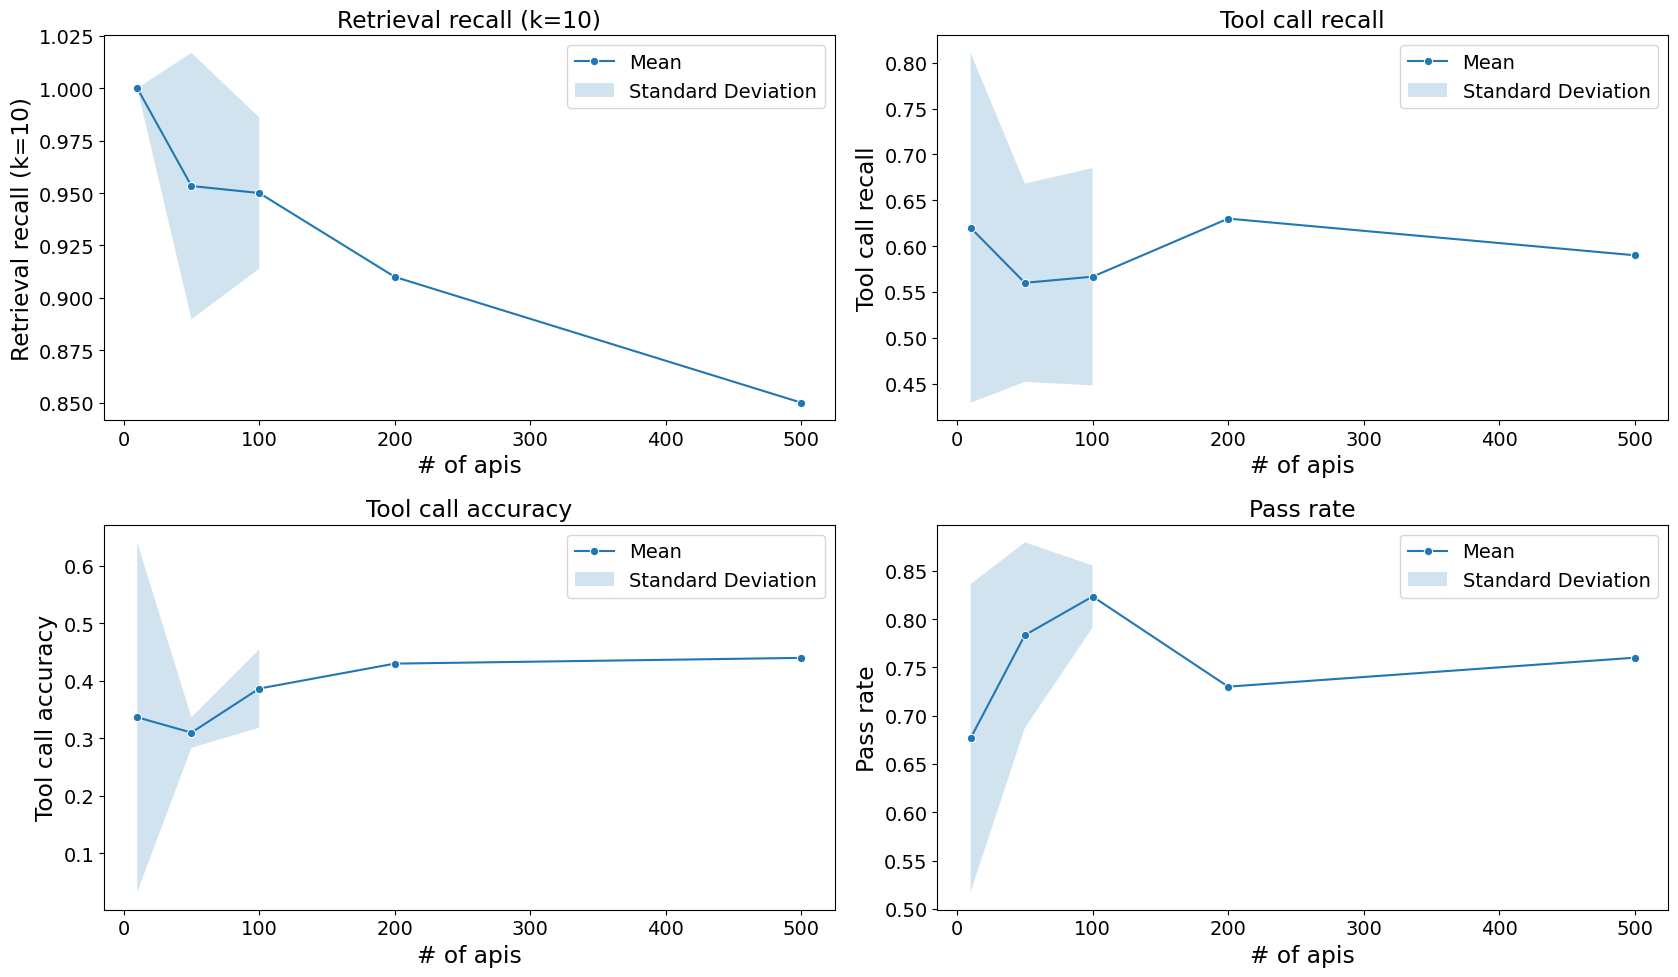 Retrieval recall (k=10)
Retrieval recall (k=10)
1.025
1.000
0.975
0.950
0.925
0.900
0.875
0.850
Mean
Standard Deviation
0 100 200 300 400 500
# of apis
Tool call recall
Tool call recall
0.80
0.75
0.70
0.65
0.60
0.55
0.50
0.45
Mean
Standard Deviation
0 100 200 300 400 500
# of apis
Tool call accuracy
Tool call accuracy
0.6
0.5
0.4
0.3
0.2
0.1
Mean
Standard Deviation
0 100 200 300 400 500
# of apis
Pass rate
Pass rate
0.85
0.80
0.75
0.70
0.65
0.60
0.55
0.50
Mean
Standard Deviation
0 100 200 300 400 500
# of apis